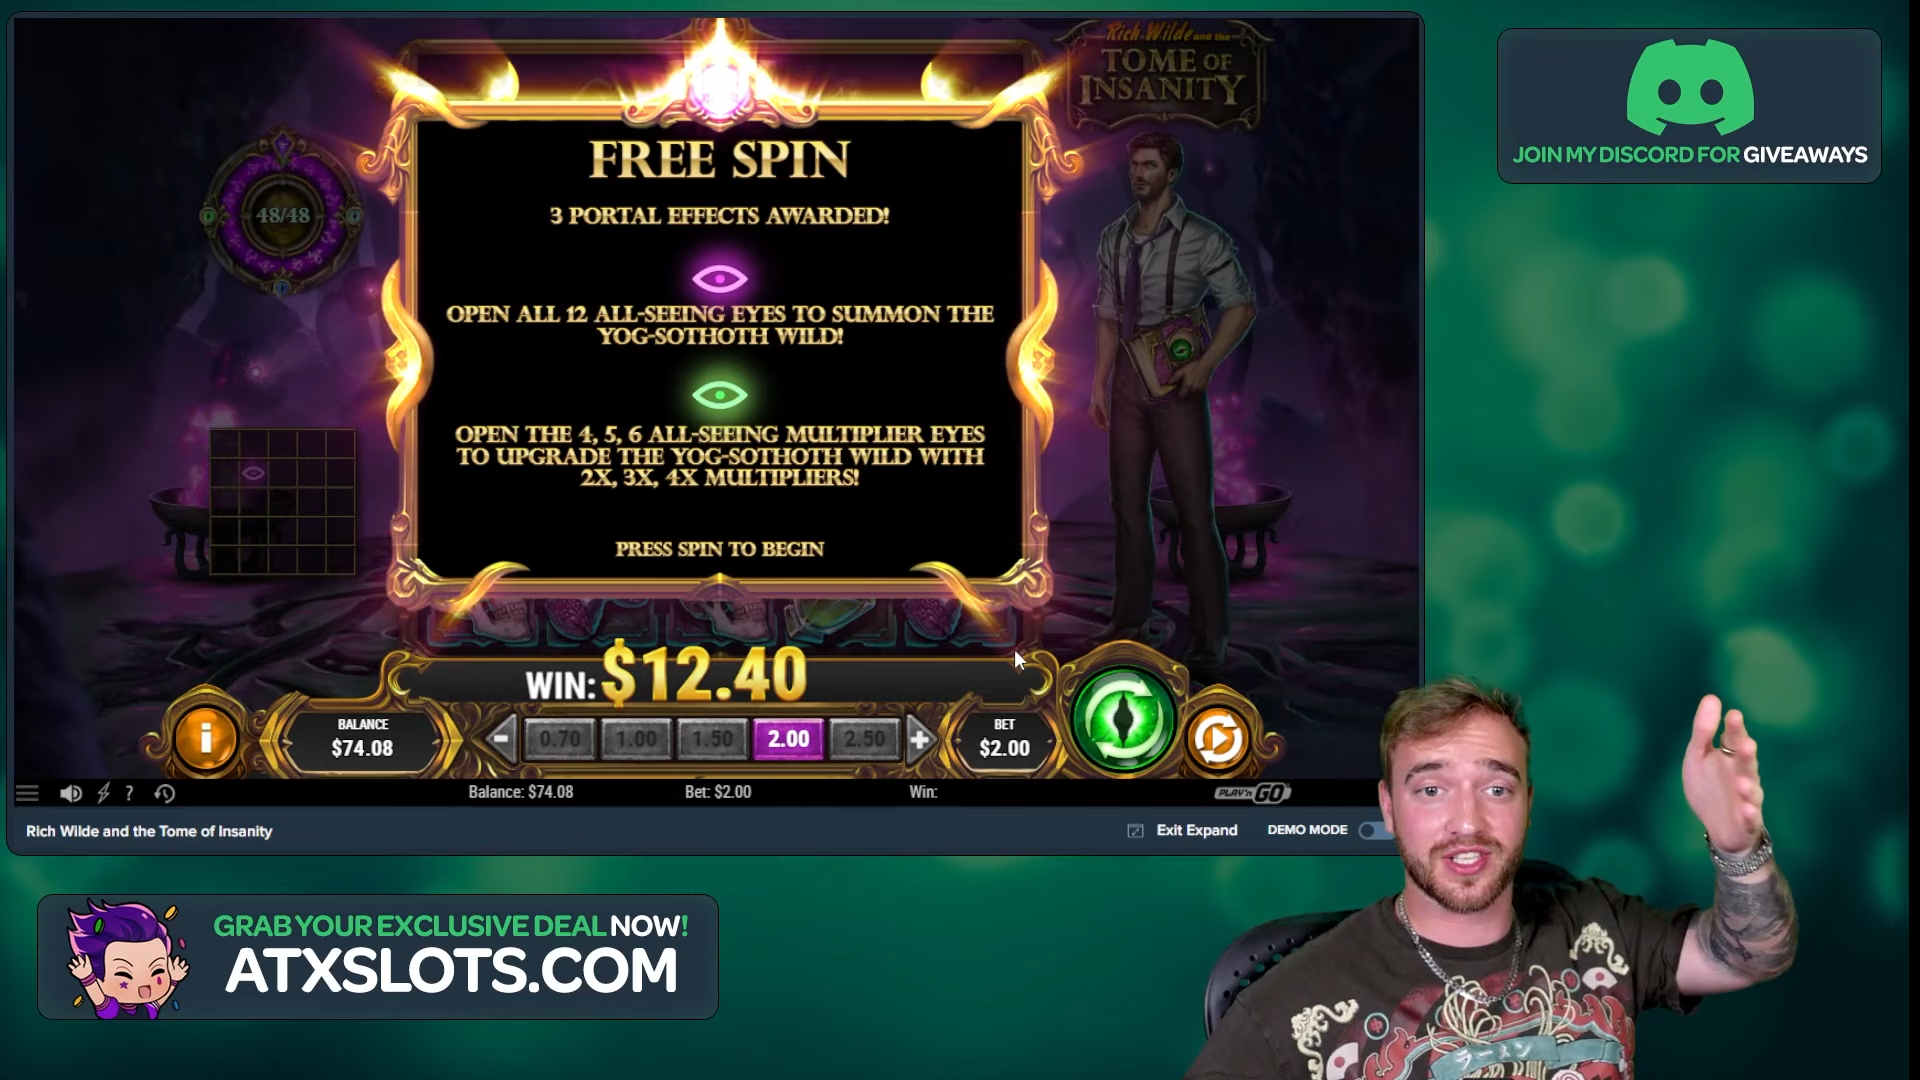 Rich Wilde and the
TOME OF
INSANITY
JOIN MY DISCORD FOR GIVEAWAYS
48/48
FREE SPIN
3 PORTAL EFFECTS AWARDED!
OPEN ALL 12 ALL-SEEING EYES TO SUMMON THE
YOG-SOTHOTH WILD!
OPEN THE 4, 5, 6 ALL-SEEING MULTIPLIER EYES
TO UPGRADE THE YOG-SOTHOTH WILD WITH
2X, 3X, 4X MULTIPLIERS!
PRESS SPIN TO BEGIN
WIN: $12.40
BALANCE
$74.08
- 0.70 1.00 1.50 2.00 2.50 +
BET
$2.00
Balance: $74.08 Bet: $2.00 Win: PLAY'n GO
Rich Wilde and the Tome of Insanity Exit Expand DEMO MODE
GRAB YOUR EXCLUSIVE DEAL NOW!
ATXSLOTS.COM
ラーメン